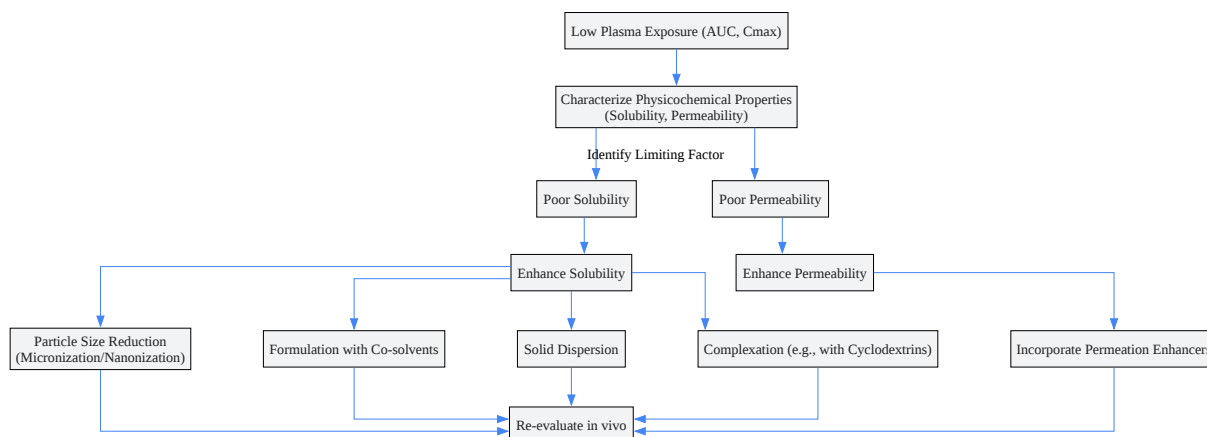 Low Plasma Exposure (AUC, Cmax)
Characterize Physicochemical Properties
(Solubility, Permeability)
Identify Limiting Factor
Poor Solubility
Poor Permeability
Enhance Solubility
Enhance Permeability
Particle Size Reduction
(Micronization/Nanonization)
Formulation with Co-solvents
Solid Dispersion
Complexation (e.g., with Cyclodextrins)
Incorporate Permeation Enhancers
Re-evaluate in vivo